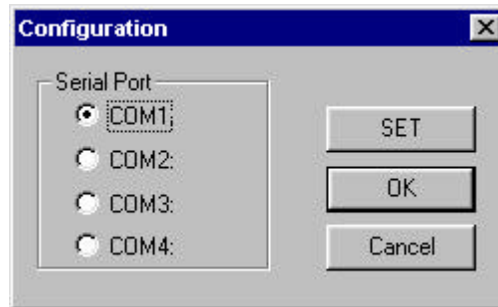 Configuration
Serial Port
COM1:
COM2:
COM3:
COM4:
SET
OK
Cancel